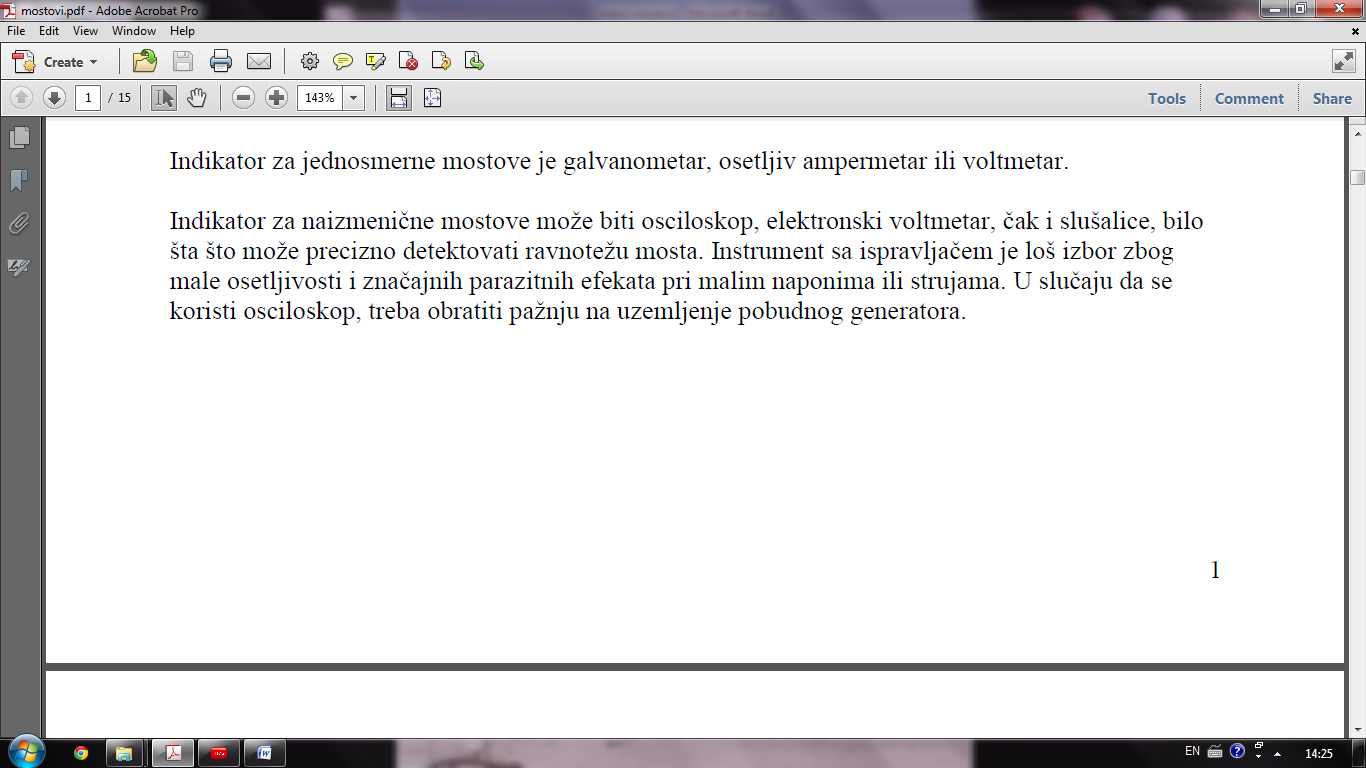 mostovi.pdf - Adobe Acrobat Pro
File Edit View Window Help
Create
1 / 15 143% Tools Comment Share
Indikator za jednosmerne mostove je galvanometar, osetljiv ampermetar ili voltmetar.
Indikator za naizmenične mostove može biti osciloskop, elektronski voltmetar, čak i slušalice, bilo
šta što može precizno detektovati ravnotežu mosta. Instrument sa ispravljačem je loš izbor zbog
male osetljivosti i značajnih parazitnih efekata pri malim naponima ili strujama. U slučaju da se
koristi osciloskop, treba obratiti pažnju na uzemljenje pobudnog generatora.
1
EN 14:25